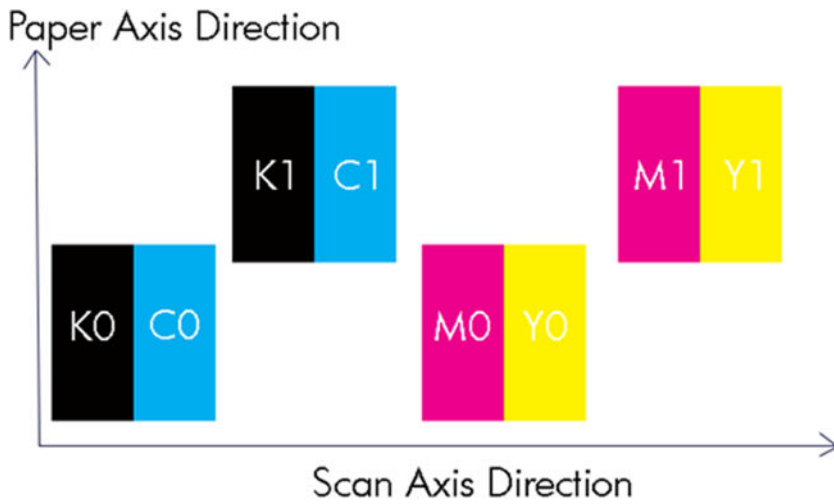 Paper Axis Direction
K1 C1 M1 Y1
K0 C0 M0 Y0
Scan Axis Direction